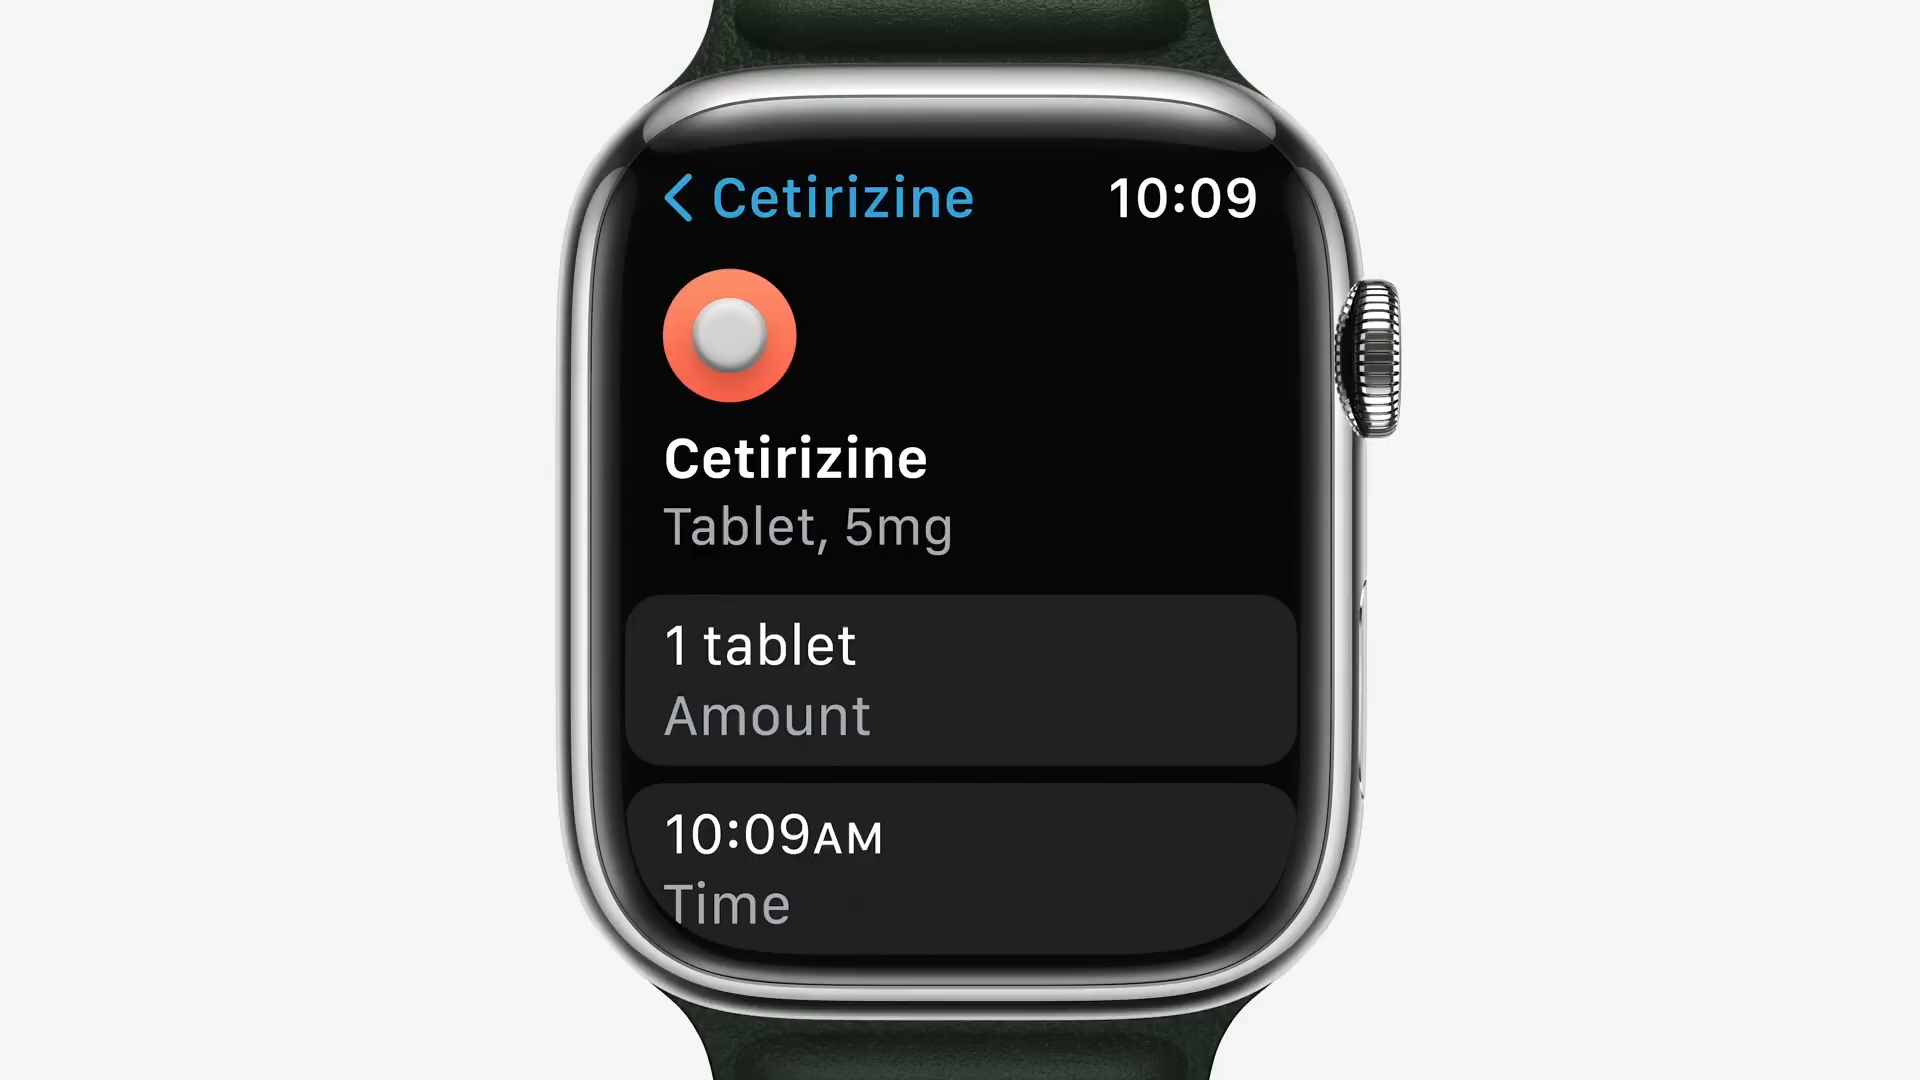 Cetirizine 10:09
Cetirizine
Tablet, 5mg
1 tablet
Amount
10:09AM
Time